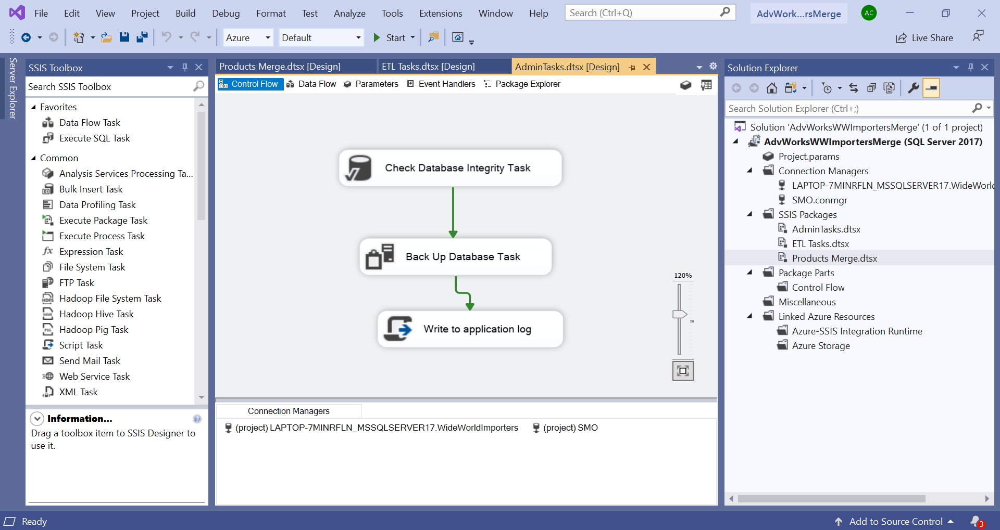 File Edit View Project Build Debug Format Test Analyze Tools Extensions Window Help Search (Ctrl+Q) AdvWork...rsMerge AC
Azure Default Start Live Share
Server Explorer
SSIS Toolbox
Search SSIS Toolbox
Favorites
Data Flow Task
Execute SQL Task
Common
Analysis Services Processing Ta...
Bulk Insert Task
Data Profiling Task
Execute Package Task
Execute Process Task
fx Expression Task
File System Task
FTP Task
HDFS Hadoop File System Task
HIVE Hadoop Hive Task
PIG Hadoop Pig Task
Script Task
Send Mail Task
Web Service Task
XML Task
Information...
Drag a toolbox item to SSIS Designer to
use it.
Products Merge.dtsx [Design] ETL Tasks.dtsx [Design] AdminTasks.dtsx [Design]
Control Flow Data Flow Parameters Event Handlers Package Explorer
Check Database Integrity Task
Back Up Database Task
Write to application log
120%
Connection Managers
(project) LAPTOP-7MINRFLN_MSSQLSERVER17.WideWorldImporters (project) SMO
Solution Explorer
Search Solution Explorer (Ctrl+;)
Solution 'AdvWorksWWImportersMerge' (1 of 1 project)
AdvWorksWWImportersMerge (SQL Server 2017)
Project.params
Connection Managers
LAPTOP-7MINRFLN_MSSQLSERVER17.WideWorld
SMO.conmgr
SSIS Packages
AdminTasks.dtsx
ETL Tasks.dtsx
Products Merge.dtsx
Package Parts
Control Flow
Miscellaneous
Linked Azure Resources
Azure-SSIS Integration Runtime
Azure Storage
Ready Add to Source Control 3